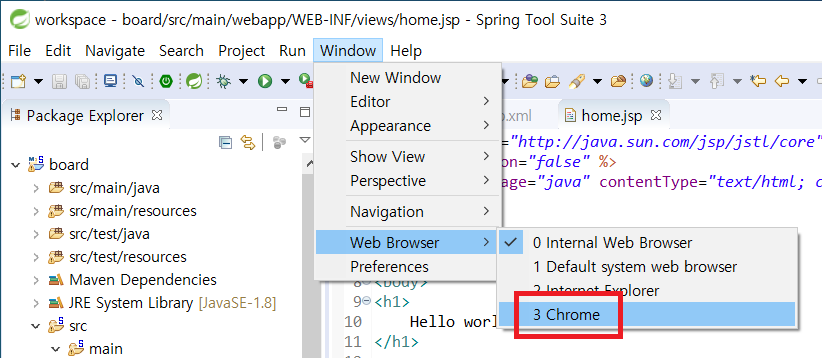 workspace - board/src/main/webapp/WEB-INF/views/home.jsp - Spring Tool Suite 3
File Edit Navigate Search Project Run Window Help
Package Explorer
board
src/main/java
src/main/resources
src/test/java
src/test/resources
Maven Dependencies
JRE System Library [JavaSE-1.8]
src
main
New Window
Editor
Appearance
Show View
Perspective
Navigation
Web Browser
Preferences
0 Internal Web Browser
1 Default system web browser
2 Internet Explorer
3 Chrome
.xml
home.jsp
="http://java.sun.com/jsp/jstl/core"
on="false" %>
age="java" contentType="text/html; c
8 <body>
9 <h1>
10 Hello worl
11 </h1>